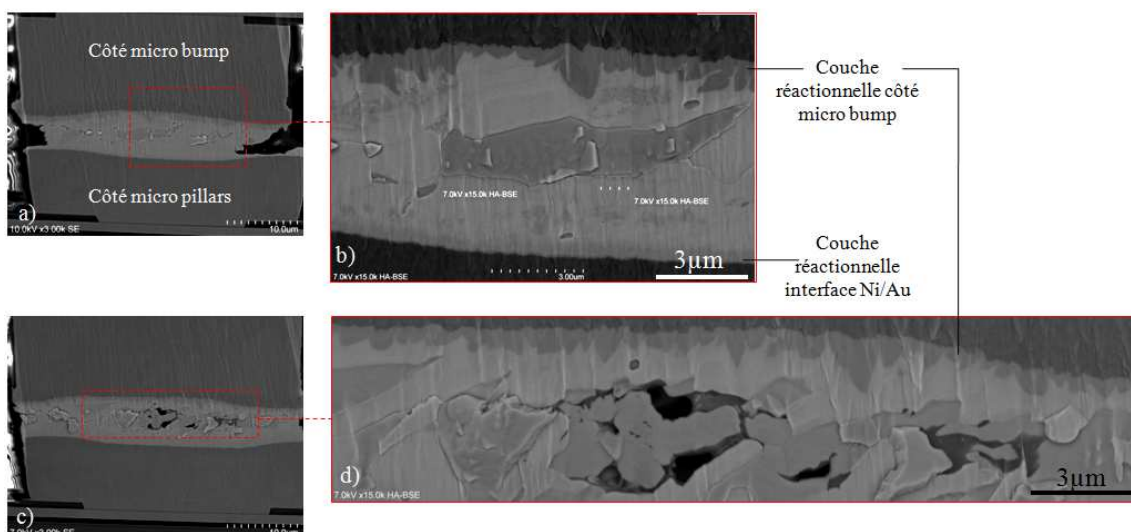 Côté micro bump
Côté micro pillars
a)
10.0kV x3.00k SE
10.0um
7.0kV x15.0k HA-BSE
7.0kV x15.0k HA-BSE
b)
7.0kV x15.0k HA-BSE
3.00um
3µm
Couche
réactionnelle côté
micro bump
Couche
réactionnelle
interface Ni/Au
c)
d)
7.0kV x15.0k HA-BSE
3µm